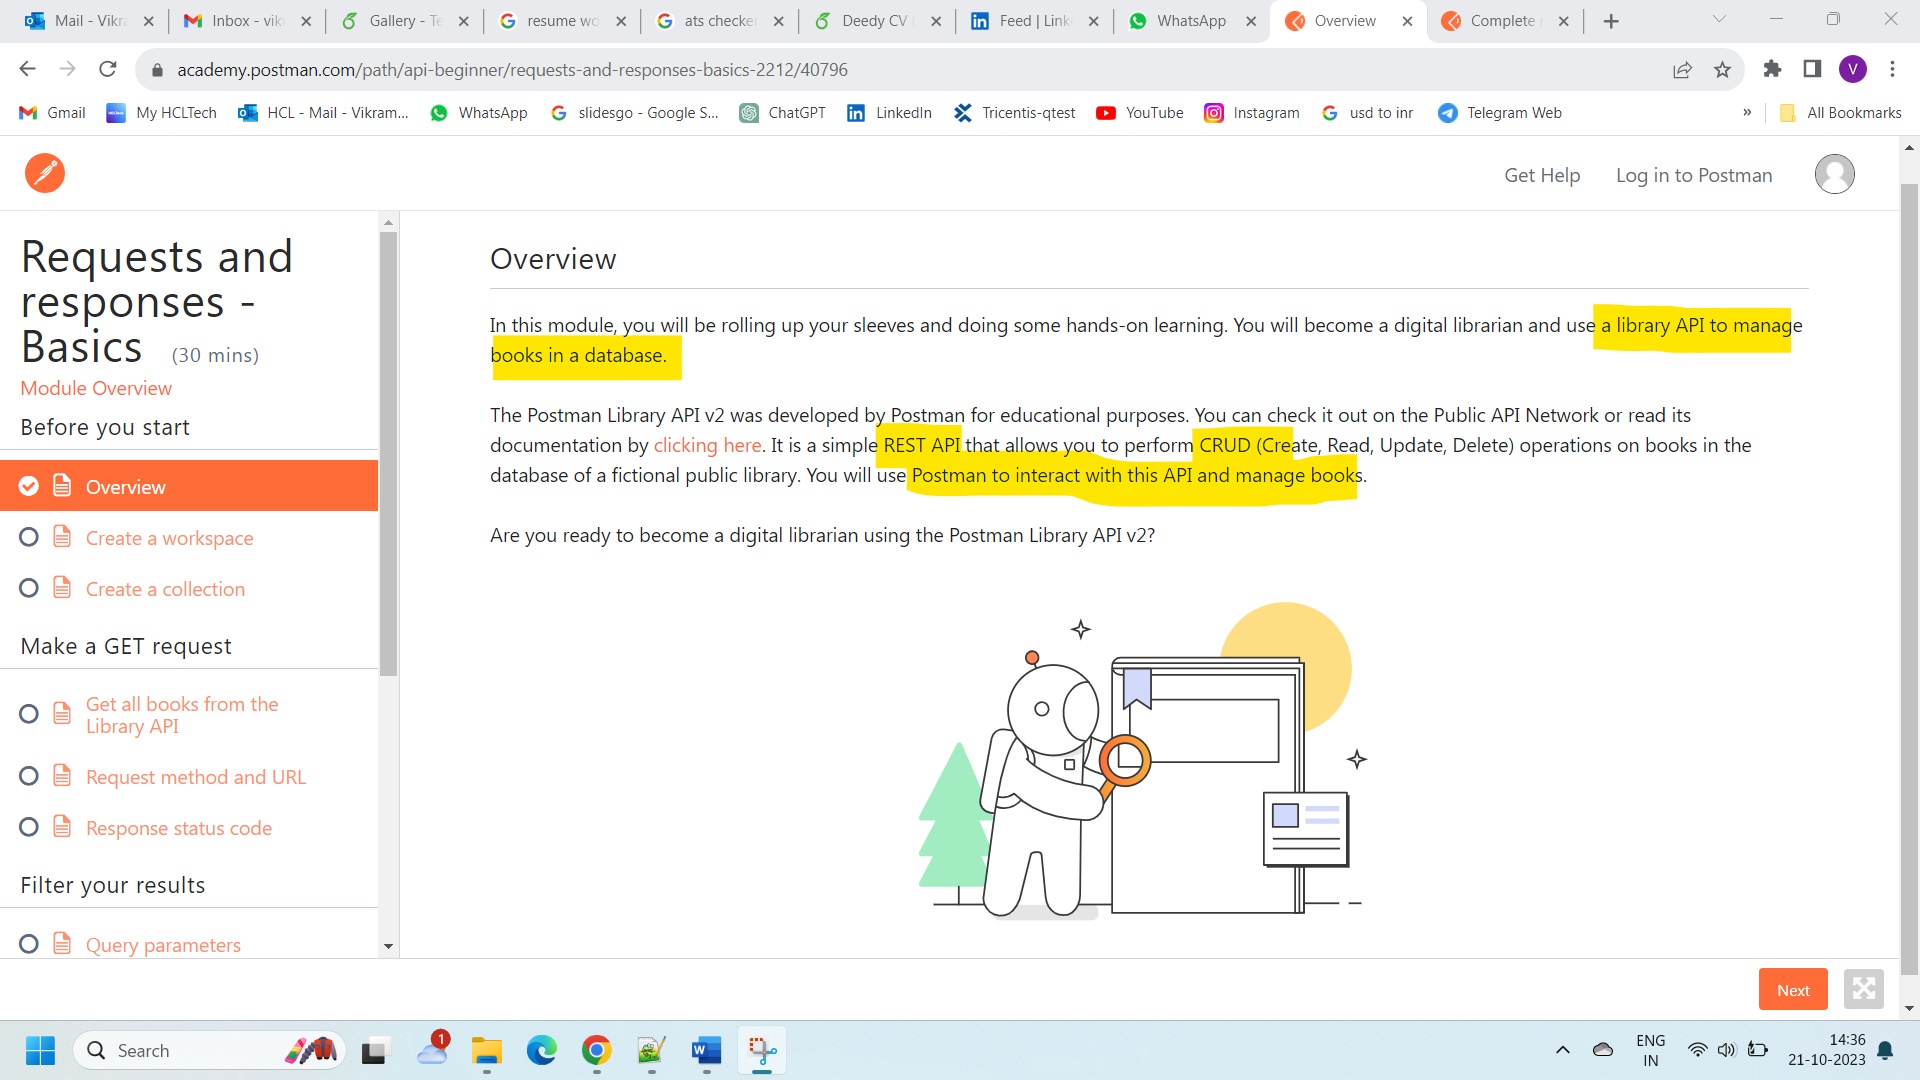 Mail - Vikra
Inbox - vik
Gallery - Te
resume wo
ats checke
Deedy CV
Feed | Link
WhatsApp
Overview
Complete
academy.postman.com/path/api-beginner/requests-and-responses-basics-2212/40796
V
Gmail
My HCLTech
HCL - Mail - Vikram...
WhatsApp
slidesgo - Google S...
ChatGPT
LinkedIn
Tricentis-qtest
YouTube
Instagram
usd to inr
Telegram Web
»
All Bookmarks
Get Help
Log in to Postman
Requests and
responses -
Basics (30 mins)
Module Overview
Before you start
Overview
Create a workspace
Create a collection
Make a GET request
Get all books from the
Library API
Request method and URL
Response status code
Filter your results
Query parameters
Overview
In this module, you will be rolling up your sleeves and doing some hands-on learning. You will become a digital librarian and use a library API to manage
books in a database.
The Postman Library API v2 was developed by Postman for educational purposes. You can check it out on the Public API Network or read its
documentation by clicking here. It is a simple REST API that allows you to perform CRUD (Create, Read, Update, Delete) operations on books in the
database of a fictional public library. You will use Postman to interact with this API and manage books.
Are you ready to become a digital librarian using the Postman Library API v2?
Next
Search
1
ENG
IN
14:36
21-10-2023